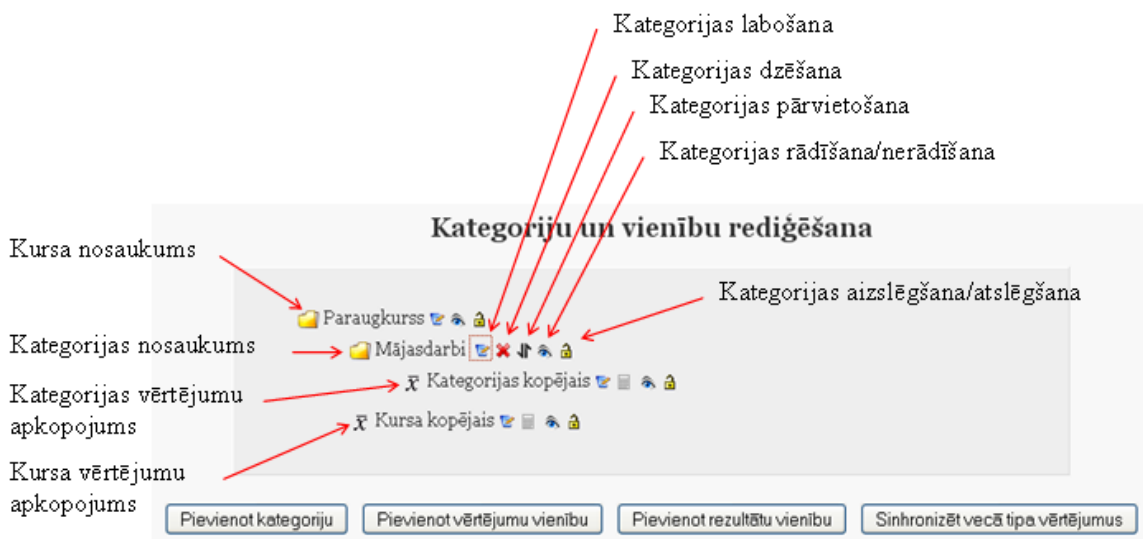 Kategorijas labošana
Kategorijas dzēšana
Kategorijas pārvietošana
Kategorijas rādīšana/nerādīšana
Kategoriju un vienību rediģēšana
Kursa nosaukums
Kategorijas aizslēgšana/atslēgšana
Paraugkurss
Kategorijas nosaukums
Mājasdarbi
Kategorijas vērtējumu
apkopojums
x̅ Kategorijas kopējais
x̅ Kursa kopējais
Kursa vērtējumu
apkopojums
Pievienot kategoriju
Pievienot vērtējumu vienību
Pievienot rezultātu vienību
Sinhronizēt vecā tipa vērtējumus